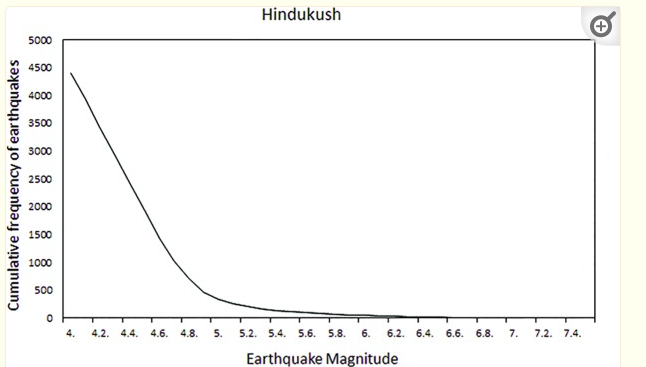 Hindukush
Cumulative frequency of earthquakes
5000
4500
4000
3500
3000
2500
2000
1500
1000
500
0
4. 4.2. 4.4. 4.6. 4.8. 5. 5.2. 5.4. 5.6. 5.8. 6. 6.2. 6.4. 6.6. 6.8. 7. 7.2. 7.4.
Earthquake Magnitude